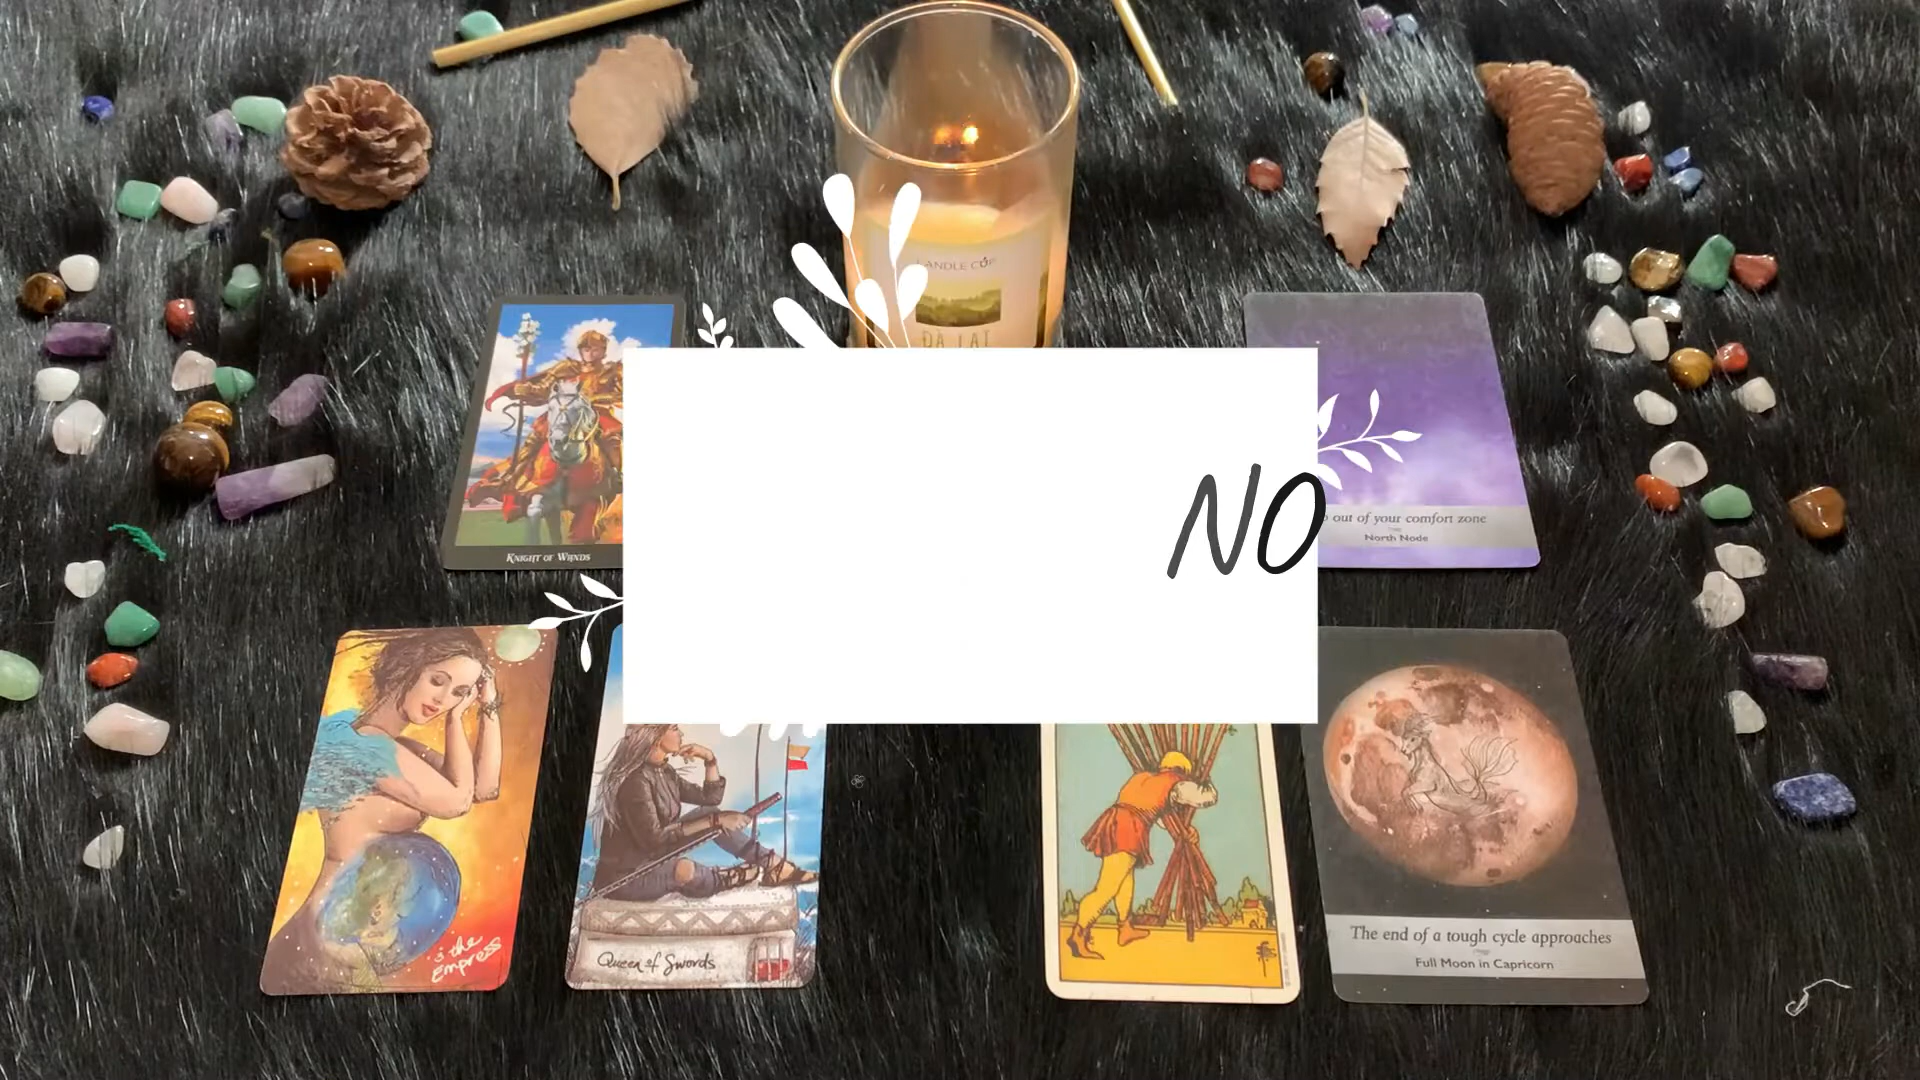 CANDLE CUP
ĐÀ LẠT
KNIGHT OF WANDS
NO
out of your comfort zone
North Node
3 the
Empress
Queen of Swords
The end of a tough cycle approaches
Full Moon in Capricorn